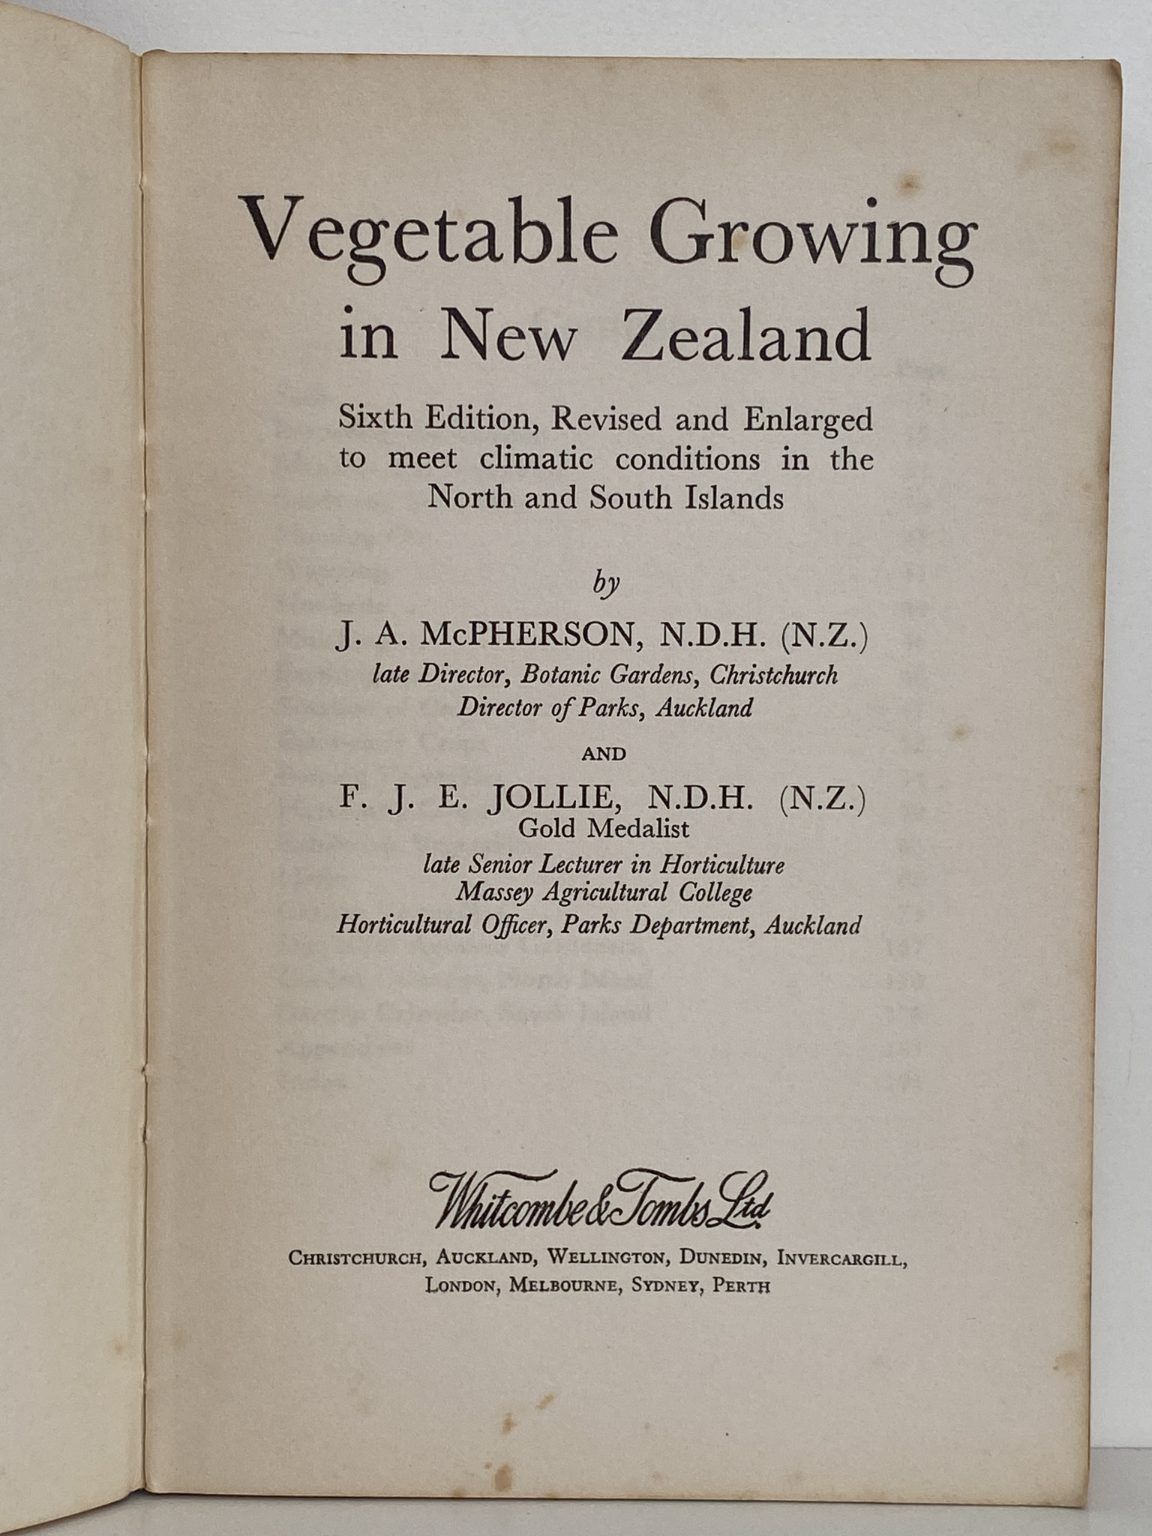 Vegetable Growing
in New Zealand
Sixth Edition, Revised and Enlarged
to meet climatic conditions in the
North and South Islands
by
J. A. McPHERSON, N.D.H. (N.Z.)
late Director, Botanic Gardens, Christchurch
Director of Parks, Auckland
AND
F. J. E. JOLLIE, N.D.H. (N.Z.)
Gold Medalist
late Senior Lecturer in Horticulture
Massey Agricultural College
Horticultural Officer, Parks Department, Auckland
Whitcombe & Tombs Ltd.
CHRISTCHURCH, AUCKLAND, WELLINGTON, DUNEDIN, INVERCARGILL,
LONDON, MELBOURNE, SYDNEY, PERTH